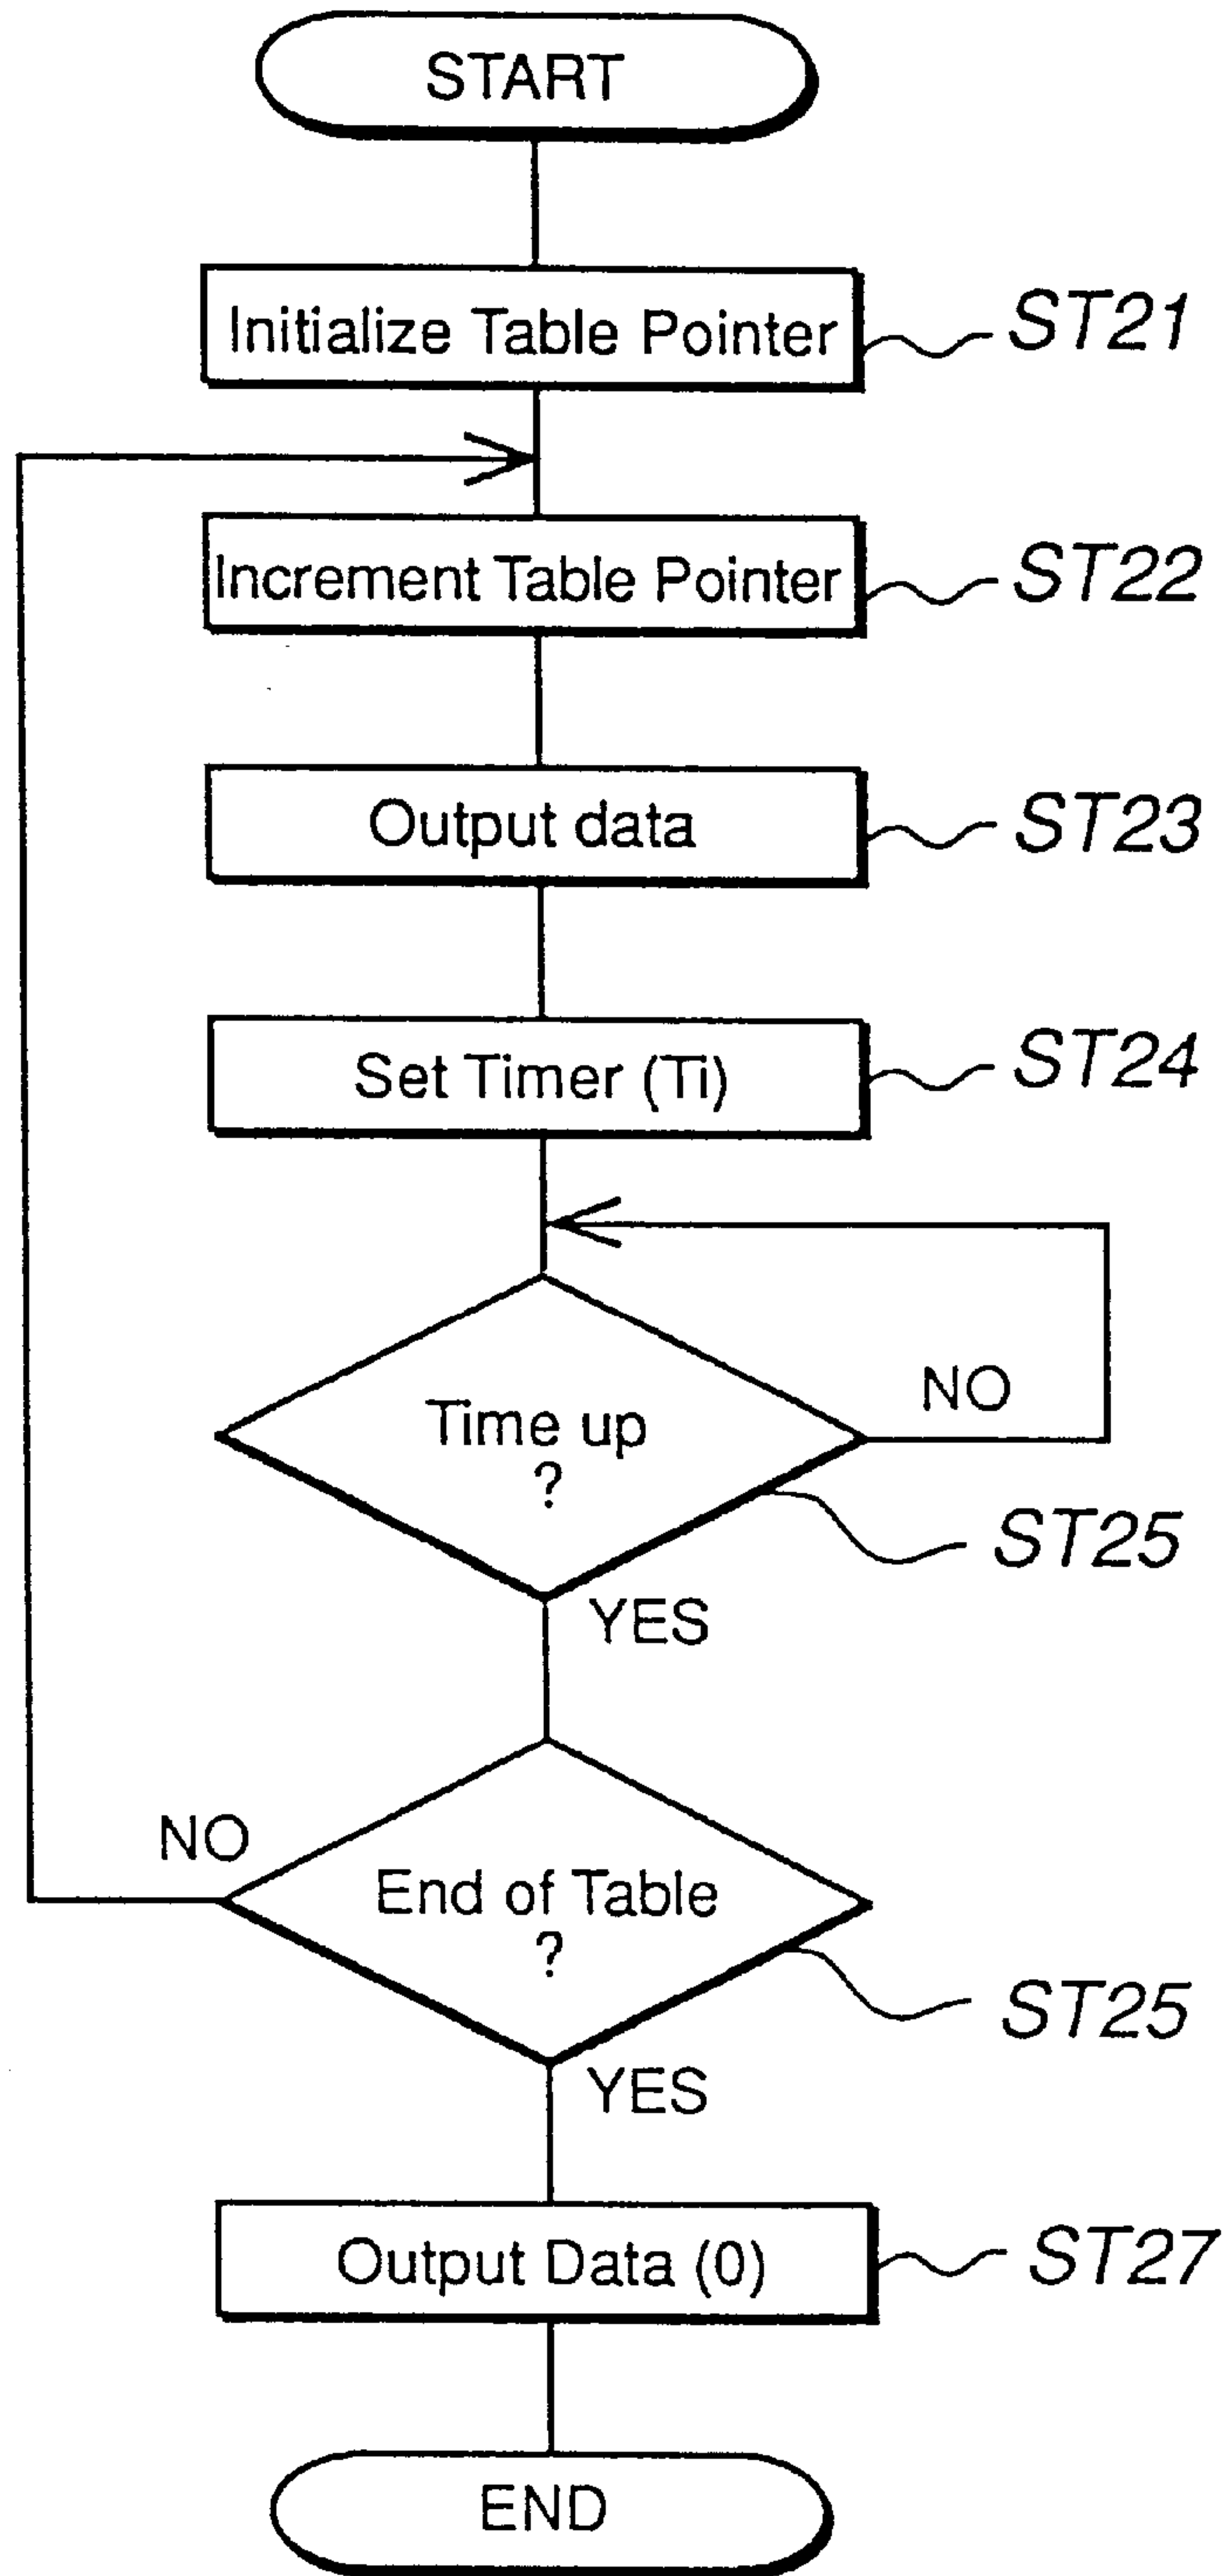 START
Initialize Table Pointer
ST21
Increment Table Pointer
ST22
Output data
ST23
Set Timer (Ti)
ST24
Time up
?
NO
ST25
YES
NO
End of Table
?
ST25
YES
Output Data (0)
ST27
END